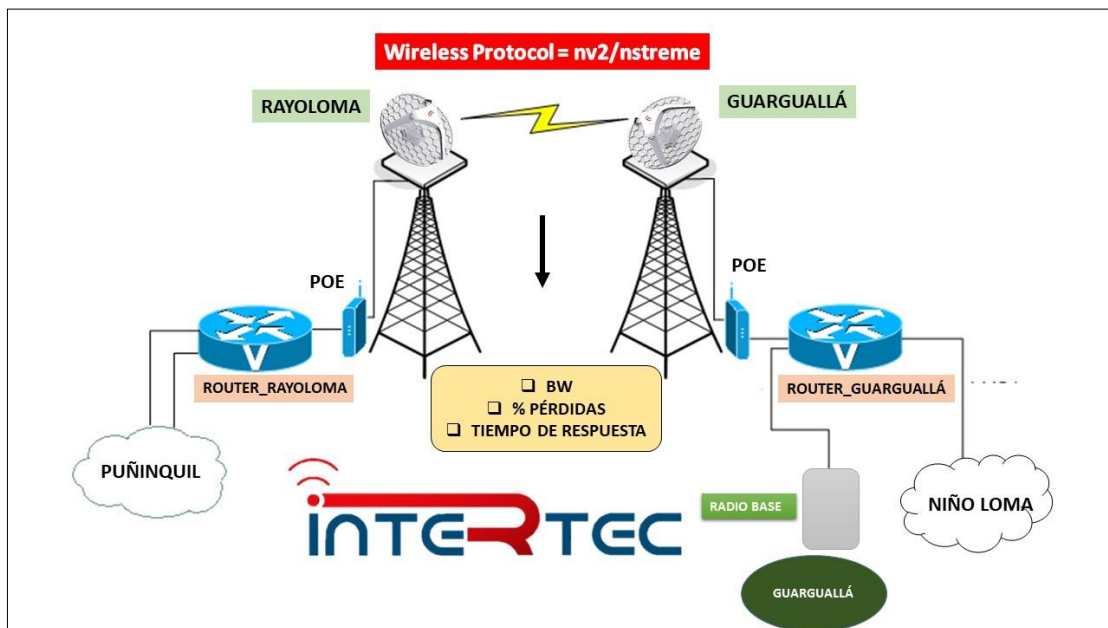 Wireless Protocol = nv2/nstreme
RAYOLOMA
GUARGUALLÁ
POE
POE
ROUTER_RAYOLOMA
ROUTER_GUARGUALLÁ
BW
% PÉRDIDAS
TIEMPO DE RESPUESTA
PUÑINQUIL
INTERTEC
RADIO BASE
NIÑO LOMA
GUARGUALLÁ